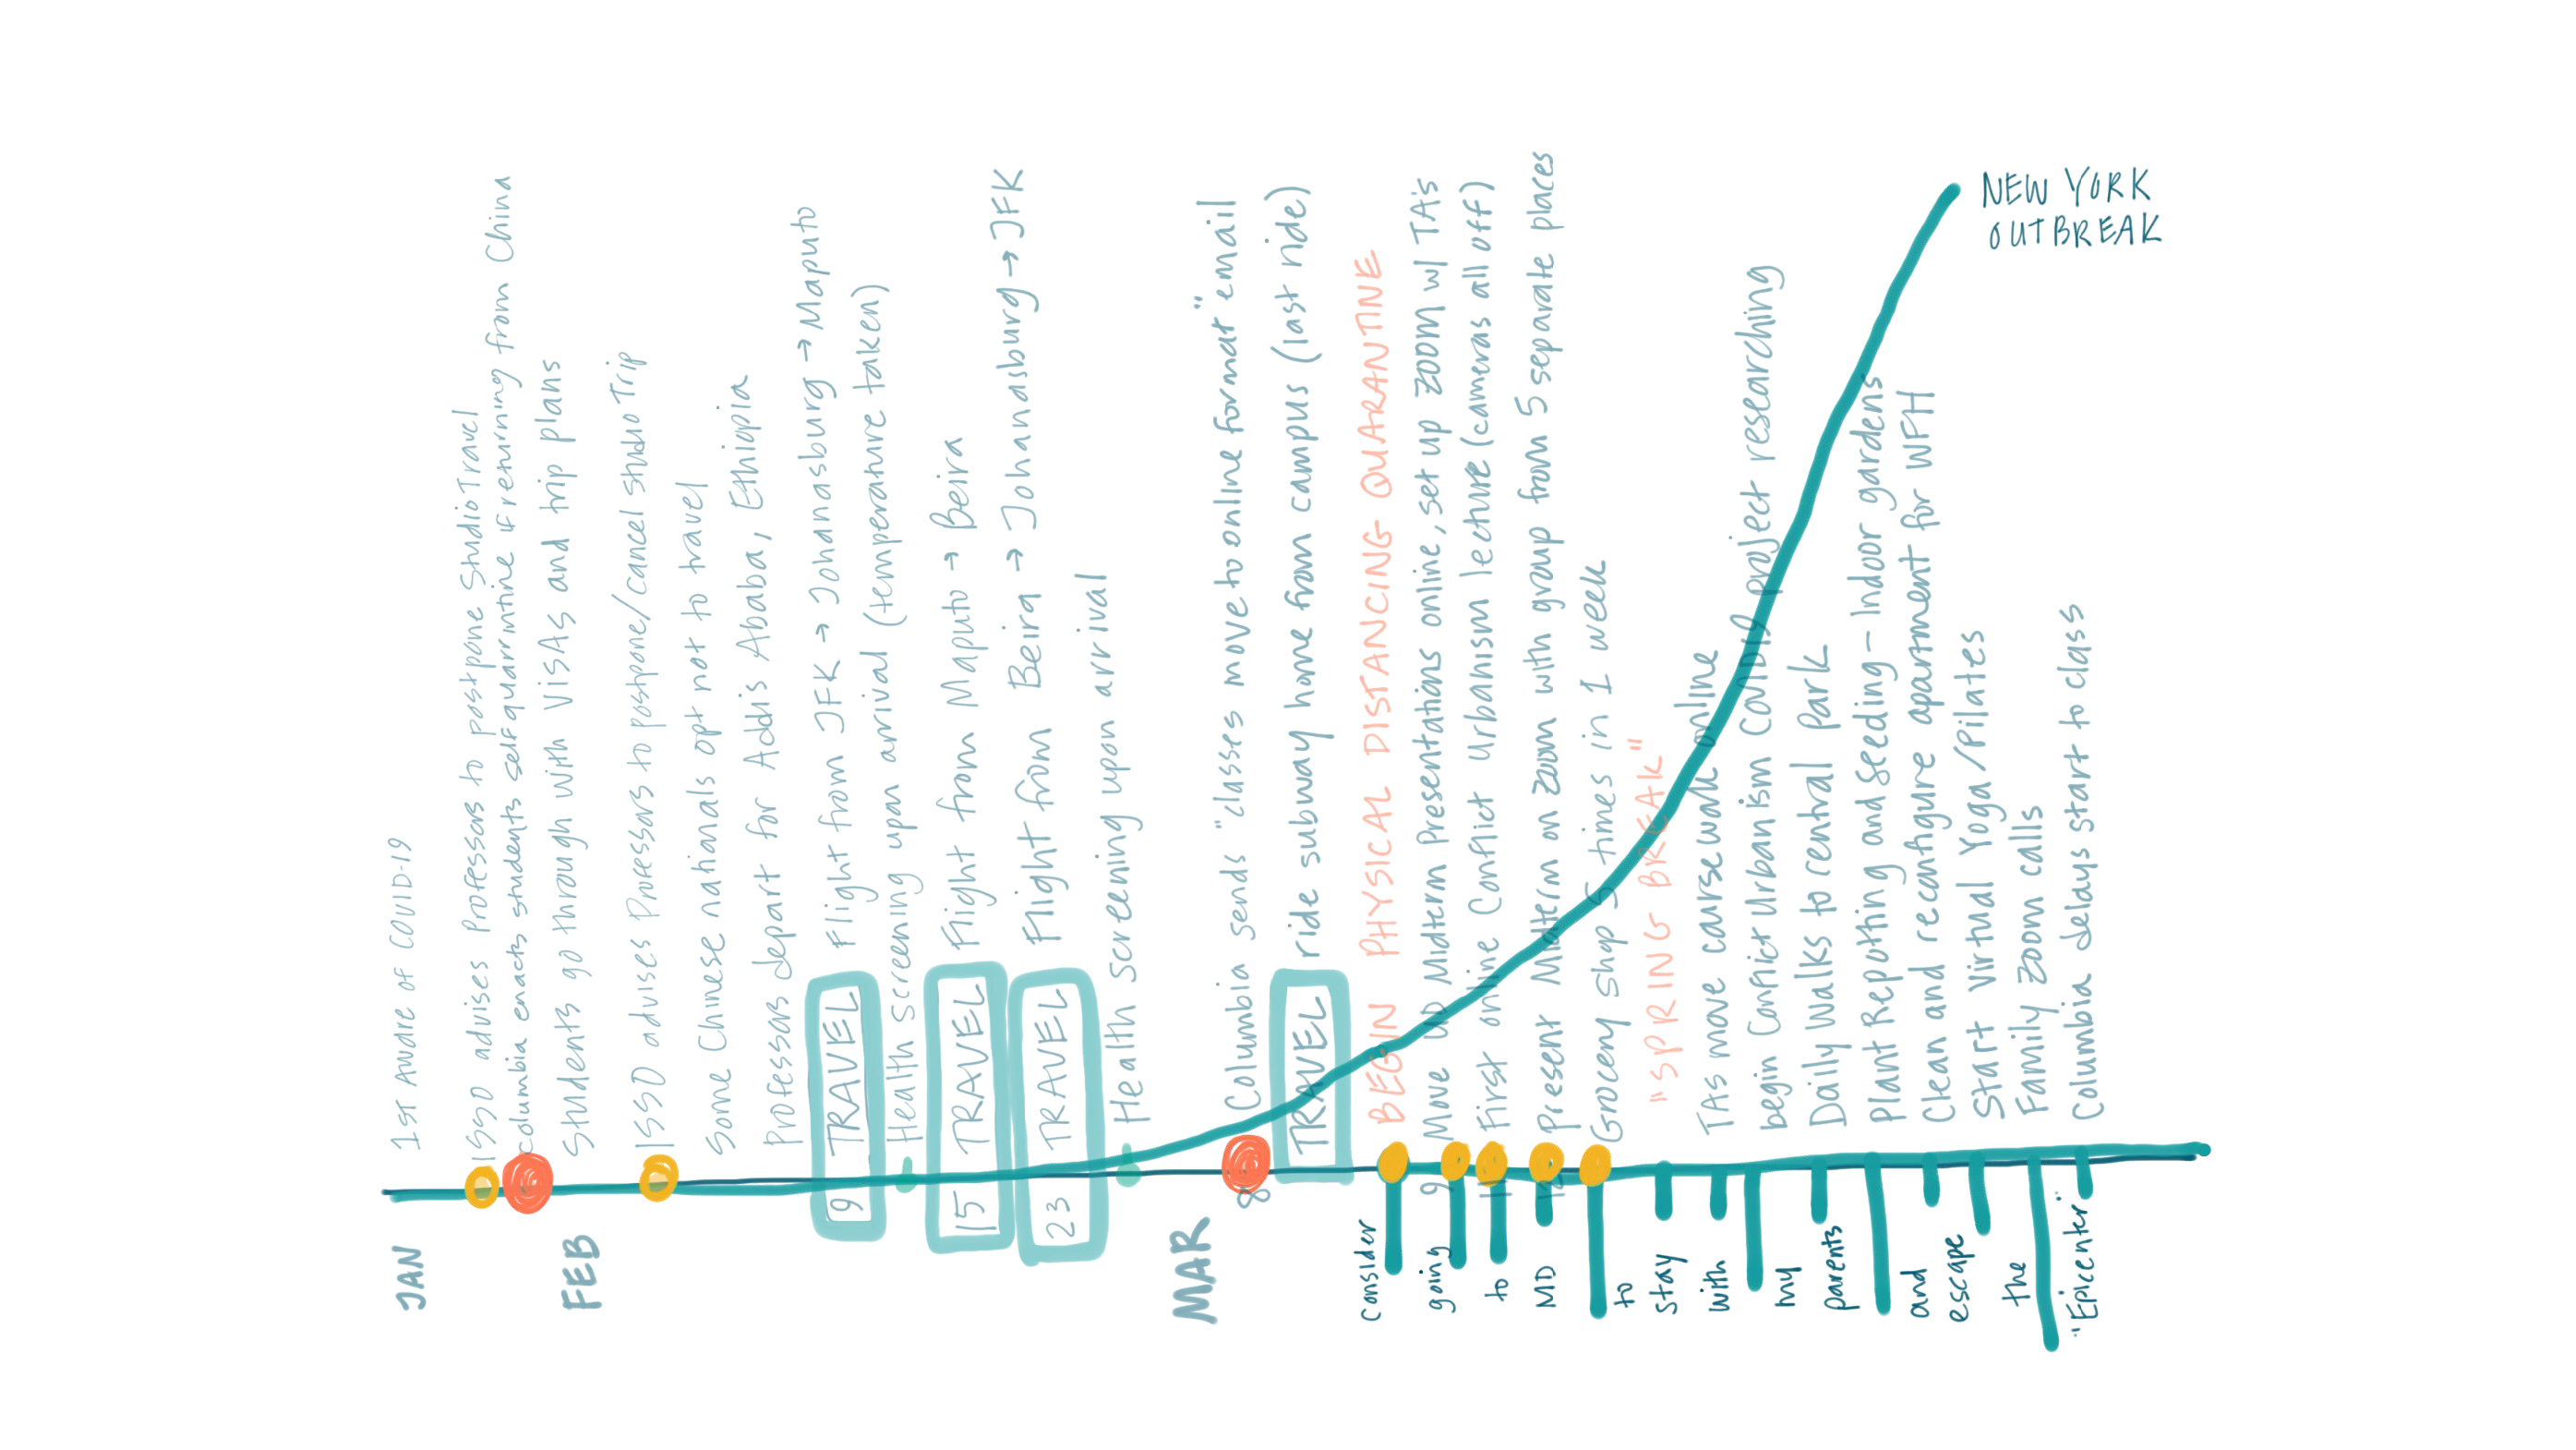 1st Aware of COVID-19
ISSO advises Professors to postpone Studio Travel
Columbia enacts students self quarantine if returning from China
Students go through with VISAs and trip plans
ISSO advises Professors to postpone/cancel studio Trip
Some Chinese nationals opt not to travel
Professors depart for Addis Ababa, Ethiopia
9 TRAVEL Flight from JFK → Johannasburg → Maputo
Health screening upon arrival (temperature taken)
15 TRAVEL Flight from Maputo → Beira
23 TRAVEL Flight from Beira → Johannasburg → JFK
Health screening upon arrival
8 Columbia sends "classes move to online format" email
TRAVEL ride subway home from campus (last ride)
BEGIN PHYSICAL DISTANCING QUARANTINE
9 Move up Midterm Presentations online, set up zoom w/ TA's
11 First online Conflict Urbanism lecture (cameras all off)
Present Midterm on zoom with group from 5 separate places
Grocery shop 5 times in 1 week
"SPRING BREAK"
TAs move coursework online
begin Conflict Urbanism Covid19 project researching
Daily Walks to central Park
Plant Repotting and Seeding - Indoor gardens
Clean and reconfigure apartment for WFH
Start Virtual Yoga/Pilates
Family zoom calls
Columbia delays start to class
NEW YORK
OUTBREAK
JAN
FEB
MAR
consider
going
to
MD
to
stay
with
my
parents
and
escape
the
"Epicenter"